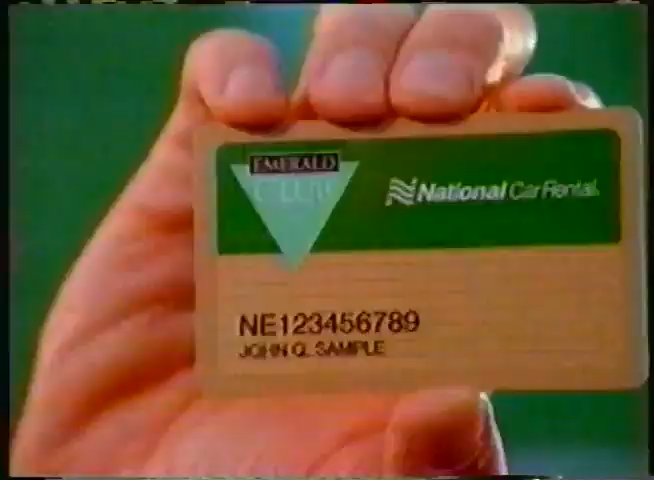 EMERALD
CLUB
National Car Rental.
NE123456789
JOHN Q. SAMPLE